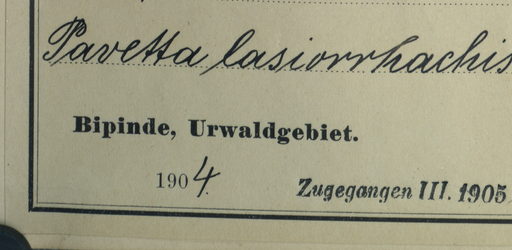 Pavetta lasiorrhachis
Bipinde, Urwaldgebiet.
1904 Zugegangen III. 1905